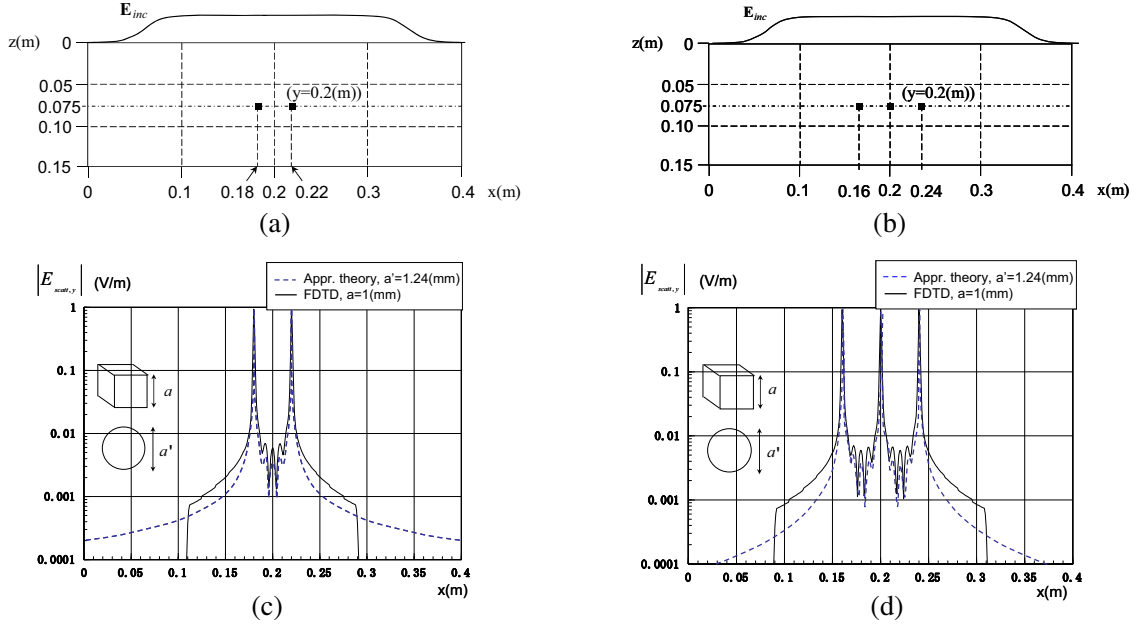 E inc
z(m)
0
0.05
0.075
0.10
0.15
(y=0.2(m))
0 0.1 0.18 0.2 0.22 0.3 0.4 x(m)
(a)
E inc
z(m)
0
0.05
0.075
0.10
0.15
(y=0.2(m))
0 0.1 0.16 0.2 0.24 0.3 0.4
x(m)
(b)
|E scatt,y| (V/m)
Appr. theory, a'=1.24(mm)
FDTD, a=1(mm)
1
0.1
0.01
0.001
0.0001
a
a'
0 0.05 0.1 0.15 0.2 0.25 0.3 0.35 0.4
x(m)
(c)
|E scatt,y| (V/m)
Appr. theory, a'=1.24(mm)
FDTD, a=1(mm)
1
0.1
0.01
0.001
0.0001
a
a'
0 0.05 0.1 0.15 0.2 0.25 0.3 0.35 0.4
x(m)
(d)